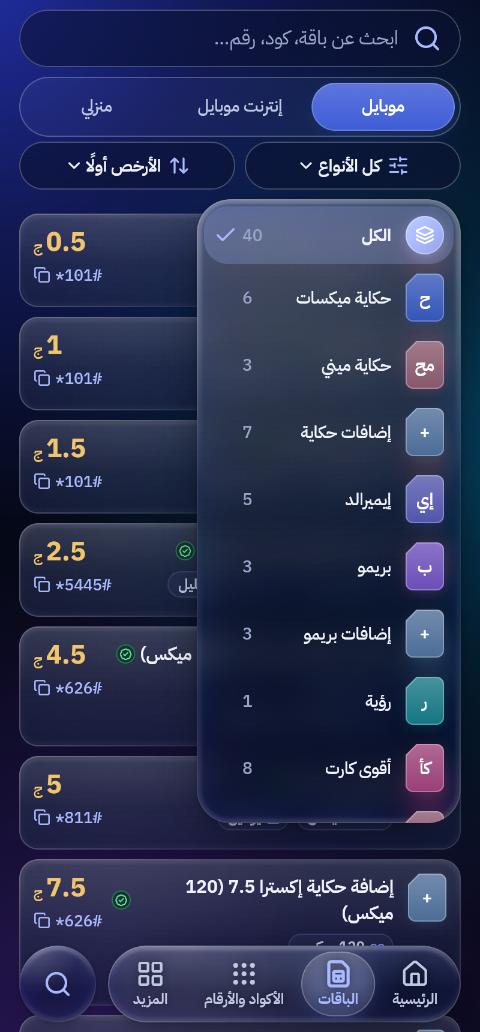 ابحث عن باقة، كود، رقم...
موبايل
إنترنت موبايل
منزلي
كل الأنواع
الأرخص أولًا
الكل
40
ح
حكاية ميكسات
6
مح
حكاية ميني
3
+
إضافات حكاية
7
إي
إيميرالد
5
ب
بريمو
3
+
إضافات بريمو
3
ر
رؤية
1
كأ
أقوى كارت
8
0.5 ج
*101#
1 ج
*101#
1.5 ج
*101#
2.5 ج
*5445#
ميكس)
4.5 ج
*626#
5 ج
*811#
+
إضافة حكاية إكسترا 7.5 (120
ميكس)
7.5 ج
*626#
الرئيسية
الباقات
الأكواد والأرقام
المزيد